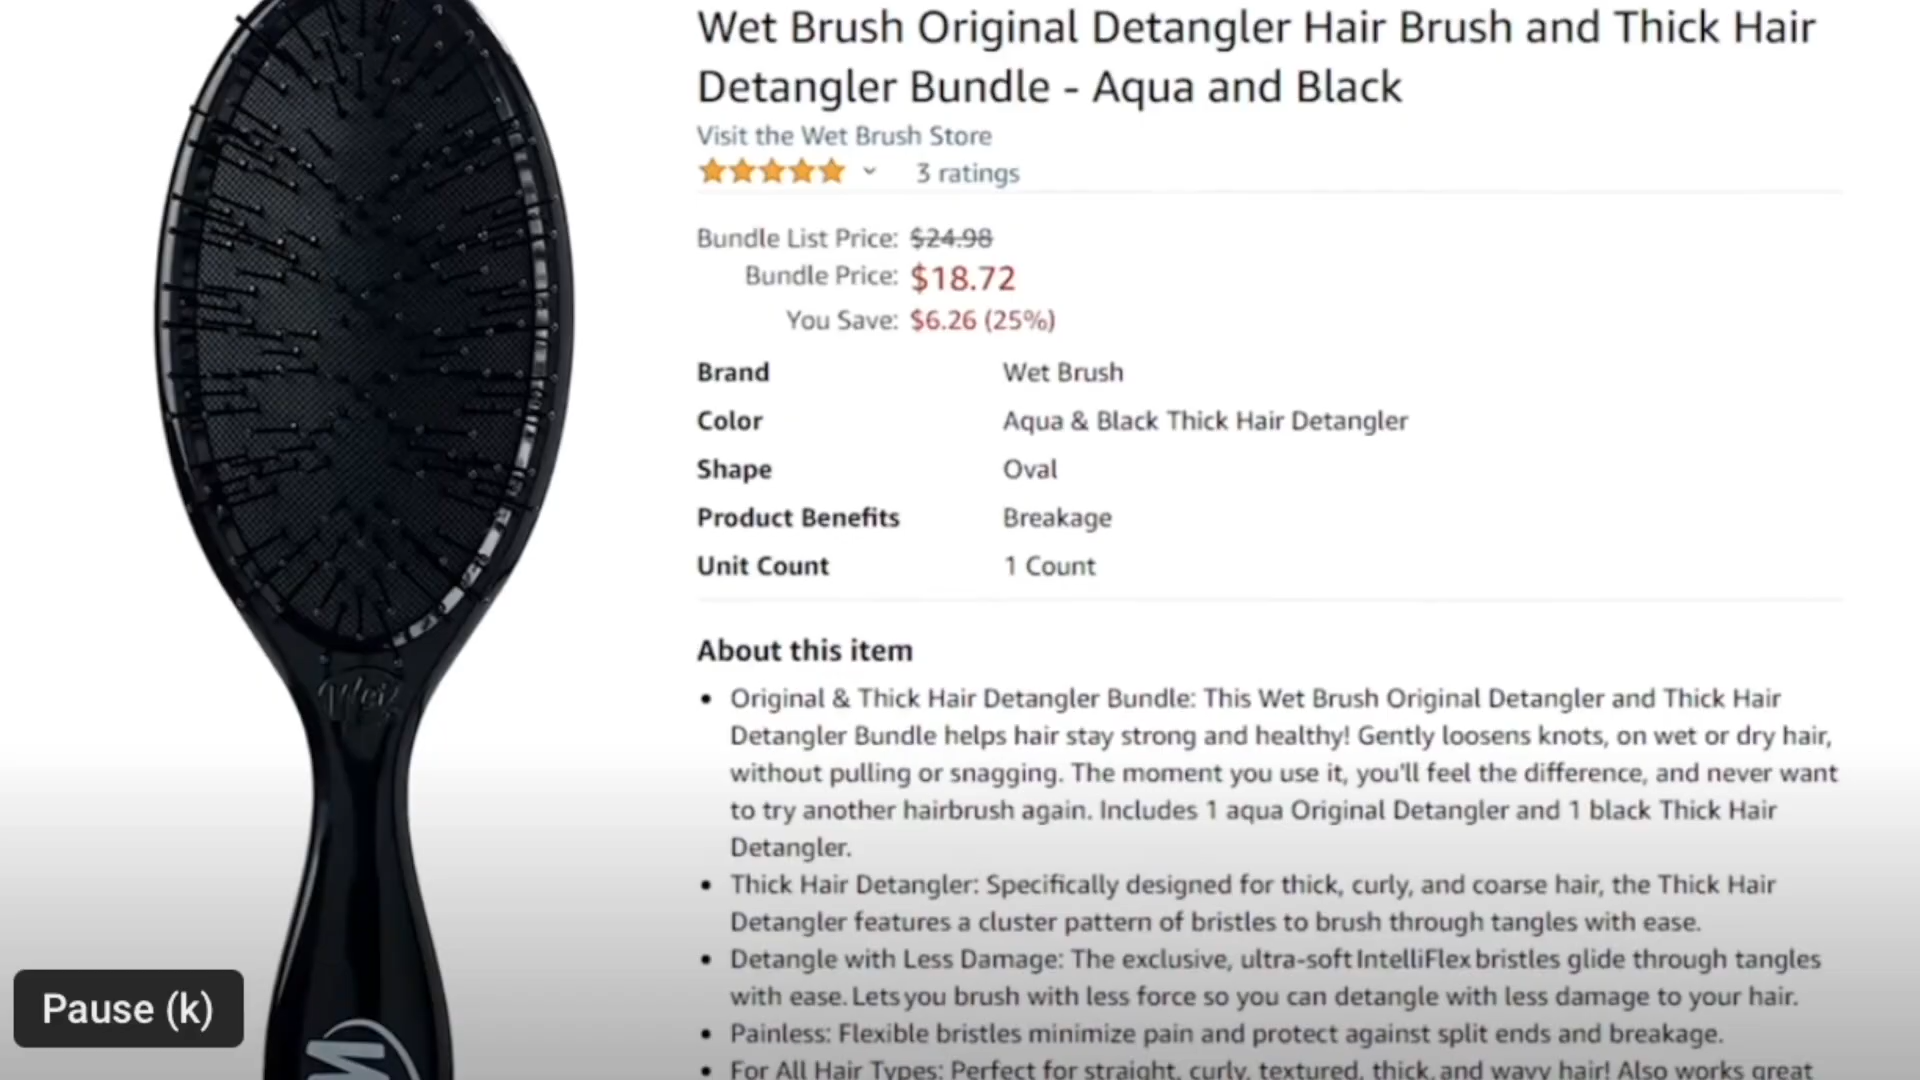 Wet Brush Original Detangler Hair Brush and Thick Hair
Detangler Bundle - Aqua and Black
Visit the Wet Brush Store
3 ratings
Bundle List Price: $24.98
Bundle Price: $18.72
You Save: $6.26 (25%)
Brand Wet Brush
Color Aqua & Black Thick Hair Detangler
Shape Oval
Product Benefits Breakage
Unit Count 1 Count
About this item
• Original & Thick Hair Detangler Bundle: This Wet Brush Original Detangler and Thick Hair
Detangler Bundle helps hair stay strong and healthy! Gently loosens knots, on wet or dry hair,
without pulling or snagging. The moment you use it, you'll feel the difference, and never want
to try another hairbrush again. Includes 1 aqua Original Detangler and 1 black Thick Hair
Detangler.
• Thick Hair Detangler: Specifically designed for thick, curly, and coarse hair, the Thick Hair
Detangler features a cluster pattern of bristles to brush through tangles with ease.
• Detangle with Less Damage: The exclusive, ultra-soft IntelliFlex bristles glide through tangles
with ease. Lets you brush with less force so you can detangle with less damage to your hair.
• Painless: Flexible bristles minimize pain and protect against split ends and breakage.
• For All Hair Types: Perfect for straight, curly, textured, thick, and wavy hair! Also works great
Wet
W
Pause (k)